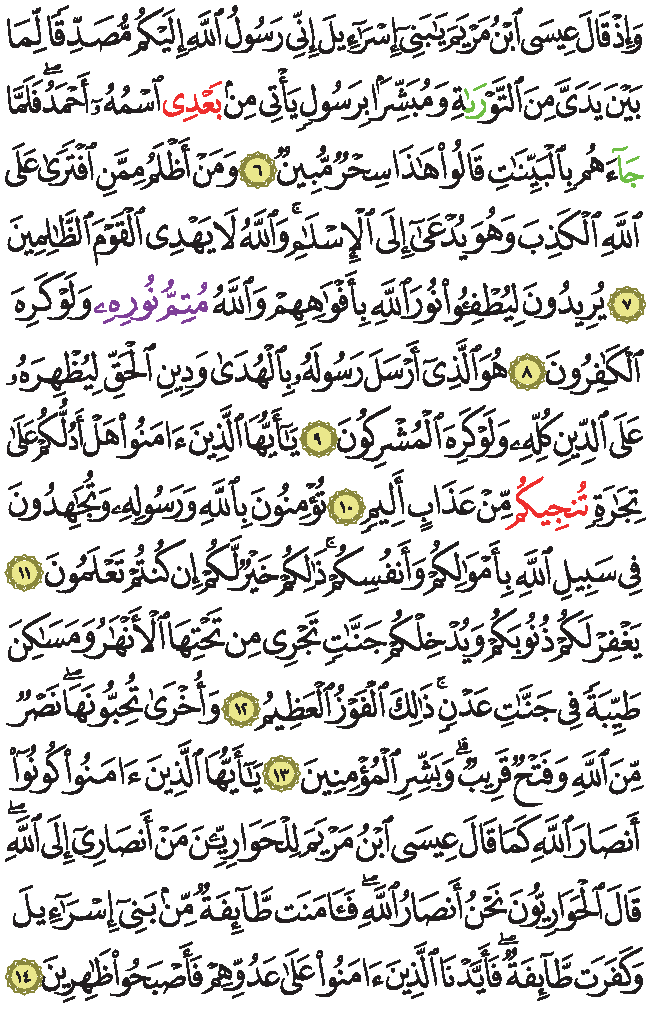 وَإِذْ قَالَ عِيسَى ٱبْنُ مَرْيَمَ يَٰبَنِىٓ إِسْرَٰٓءِيلَ إِنِّى رَسُولُ ٱللَّهِ إِلَيْكُم مُّصَدِّقًا لِّمَا
بَيْنَ يَدَىَّ مِنَ ٱلتَّوْرَىٰةِ وَمُبَشِّرًۢا بِرَسُولٍ يَأْتِى مِنۢ بَعْدِى ٱسْمُهُۥٓ أَحْمَدُ ۖ فَلَمَّا
جَآءَهُم بِٱلْبَيِّنَٰتِ قَالُوا۟ هَٰذَا سِحْرٌ مُّبِينٌ ٦ وَمَنْ أَظْلَمُ مِمَّنِ ٱفْتَرَىٰ عَلَى
ٱللَّهِ ٱلْكَذِبَ وَهُوَ يُدْعَىٰٓ إِلَى ٱلْإِسْلَٰمِ ۚ وَٱللَّهُ لَا يَهْدِى ٱلْقَوْمَ ٱلظَّٰلِمِينَ
٧ يُرِيدُونَ لِيُطْفِـُٔوا۟ نُورَ ٱللَّهِ بِأَفْوَٰهِهِمْ وَٱللَّهُ مُتِمُّ نُورِهِۦ وَلَوْ كَرِهَ
ٱلْكَٰفِرُونَ ٨ هُوَ ٱلَّذِىٓ أَرْسَلَ رَسُولَهُۥ بِٱلْهُدَىٰ وَدِينِ ٱلْحَقِّ لِيُظْهِرَهُۥ
عَلَى ٱلدِّينِ كُلِّهِۦ وَلَوْ كَرِهَ ٱلْمُشْرِكُونَ ٩ يَٰٓأَيُّهَا ٱلَّذِينَ ءَامَنُوا۟ هَلْ أَدُلُّكُمْ عَلَىٰ
تِجَٰرَةٍ تُنجِيكُم مِّنْ عَذَابٍ أَلِيمٍ ١٠ تُؤْمِنُونَ بِٱللَّهِ وَرَسُولِهِۦ وَتُجَٰهِدُونَ
فِى سَبِيلِ ٱللَّهِ بِأَمْوَٰلِكُمْ وَأَنفُسِكُمْ ۚ ذَٰلِكُمْ خَيْرٌ لَّكُمْ إِن كُنتُمْ تَعْلَمُونَ ١١
يَغْفِرْ لَكُمْ ذُنُوبَكُمْ وَيُدْخِلْكُمْ جَنَّٰتٍ تَجْرِى مِن تَحْتِهَا ٱلْأَنْهَٰرُ وَمَسَٰكِنَ
طَيِّبَةً فِى جَنَّٰتِ عَدْنٍ ۚ ذَٰلِكَ ٱلْفَوْزُ ٱلْعَظِيمُ ١٢ وَأُخْرَىٰ تُحِبُّونَهَا ۖ نَصْرٌ
مِّنَ ٱللَّهِ وَفَتْحٌ قَرِيبٌ ۗ وَبَشِّرِ ٱلْمُؤْمِنِينَ ١٣ يَٰٓأَيُّهَا ٱلَّذِينَ ءَامَنُوا۟ كُونُوٓا۟
أَنصَارَ ٱللَّهِ كَمَا قَالَ عِيسَى ٱبْنُ مَرْيَمَ لِلْحَوَارِيِّـۧنَ مَنْ أَنصَارِىٓ إِلَى ٱللَّهِ ۖ
قَالَ ٱلْحَوَارِيُّونَ نَحْنُ أَنصَارُ ٱللَّهِ ۖ فَـَٔامَنَت طَّآئِفَةٌ مِّنۢ بَنِىٓ إِسْرَٰٓءِيلَ
وَكَفَرَت طَّآئِفَةٌ ۖ فَأَيَّدْنَا ٱلَّذِينَ ءَامَنُوا۟ عَلَىٰ عَدُوِّهِمْ فَأَصْبَحُوا۟ ظَٰهِرِينَ ١٤